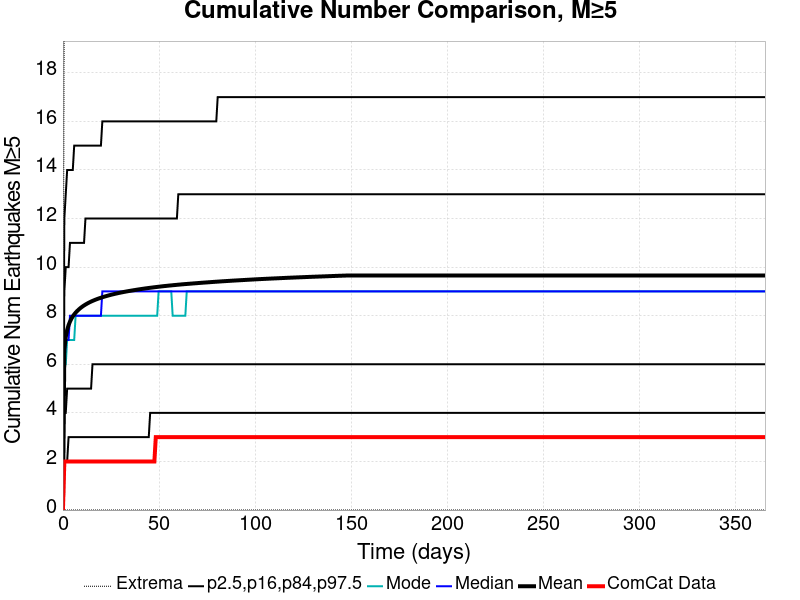 Cumulative Number Comparison, M≥5
Cumulative Num Earthquakes M≥5
18
16
14
12
10
8
6
4
2
0
0 50 100 150 200 250 300 350
Time (days)
Extrema p2.5,p16,p84,p97.5 Mode Median Mean ComCat Data